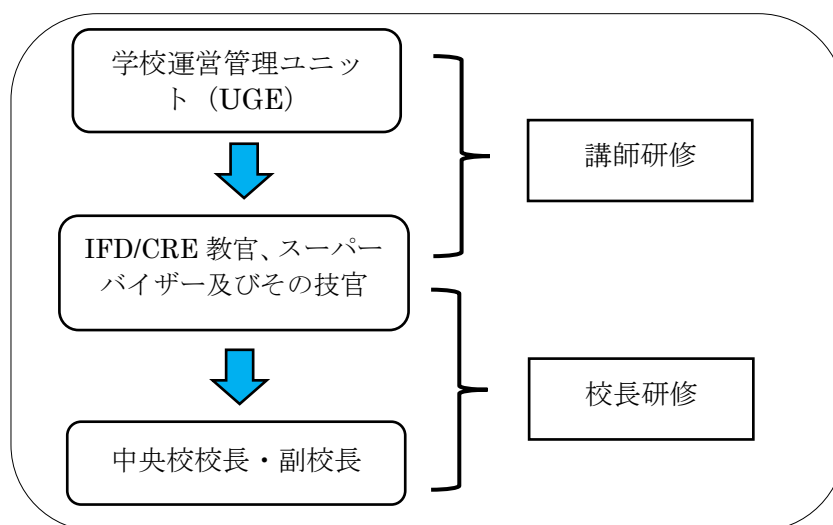 学校運営管理ユニッ
ト（UGE）
講師研修
IFD/CRE 教官、スーパー
バイザー及びその技官
校長研修
中央校校長・副校長